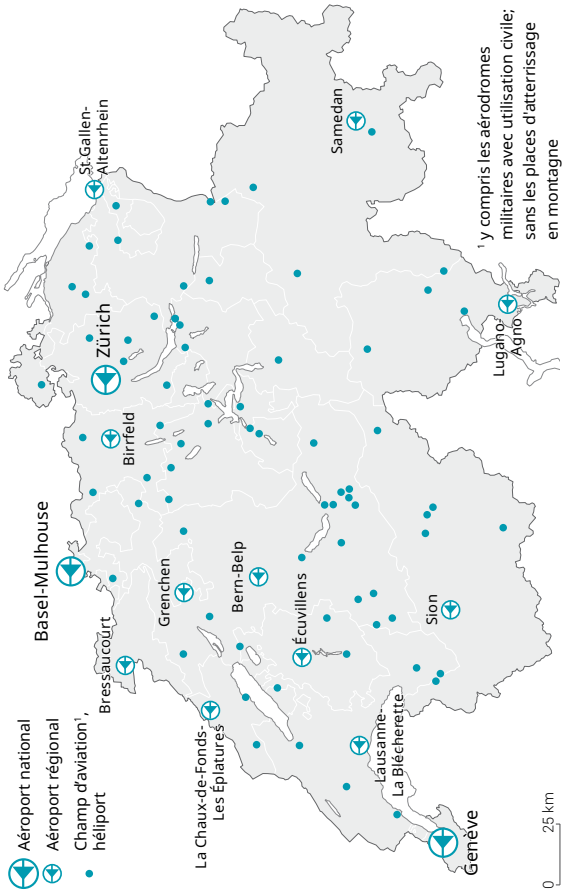 Aéroport national
Aéroport régional
Champ d'aviation¹,
héliport
Basel-Mulhouse
Bressaucourt
Grenchen
La Chaux-de-Fonds-
Les Éplatures
Bern-Belp
Écuvillens
Lausanne-
La Blécherette
Genève
Sion
Birrfeld
Zürich
St.Gallen-
Altenrhein
Samedan
Lugano-
Agno
¹ y compris les aérodromes
militaires avec utilisation civile;
sans les places d'atterrissage
en montagne
0 25 km